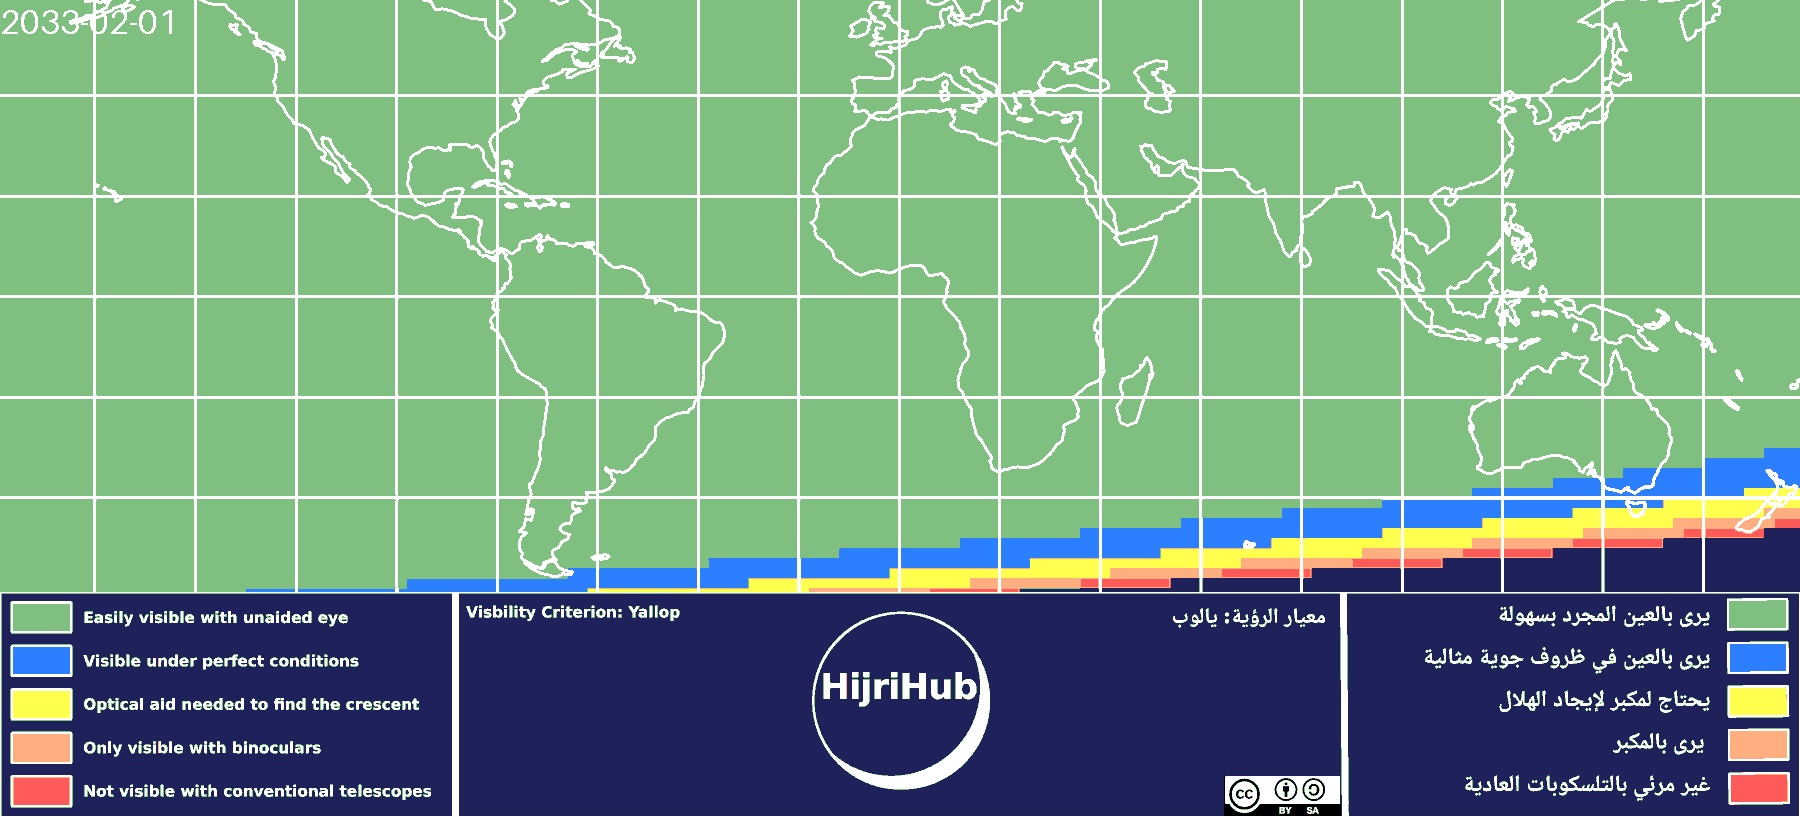 2033-02-01
Easily visible with unaided eye
Visible under perfect conditions
Optical aid needed to find the crescent
Only visible with binoculars
Not visible with conventional telescopes
Visbility Criterion: Yallop
معيار الرؤية: يالوب
HijriHub
cc
BY SA
يرى بالعين المجرد بسهولة
يرى بالعين في ظروف جوية مثالية
يحتاج لمكبر لإيجاد الهلال
يرى بالمكبر
غير مرئي بالتلسكوبات العادية